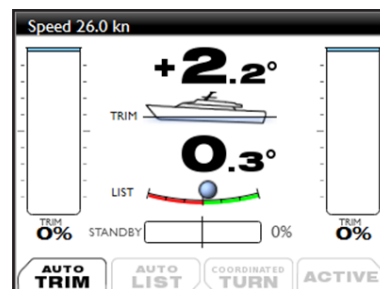 Speed 26.0 kn
+2.2°
TRIM
0.3°
LIST
TRIM
0%
STANDBY
0%
TRIM
0%
AUTO
TRIM
AUTO
LIST
COORDINATED
TURN
ACTIVE